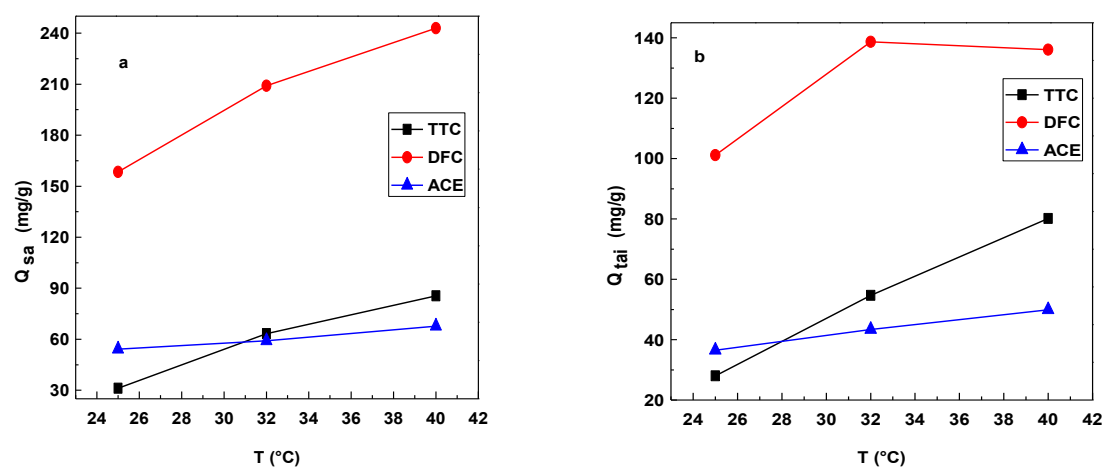 a
Q sa (mg/g)
240
210
180
150
120
90
60
30
TTC
DFC
ACE
24 26 28 30 32 34 36 38 40 42
T (°C)
b
Q tai (mg/g)
140
120
100
80
60
40
20
TTC
DFC
ACE
24 26 28 30 32 34 36 38 40 42
T (°C)